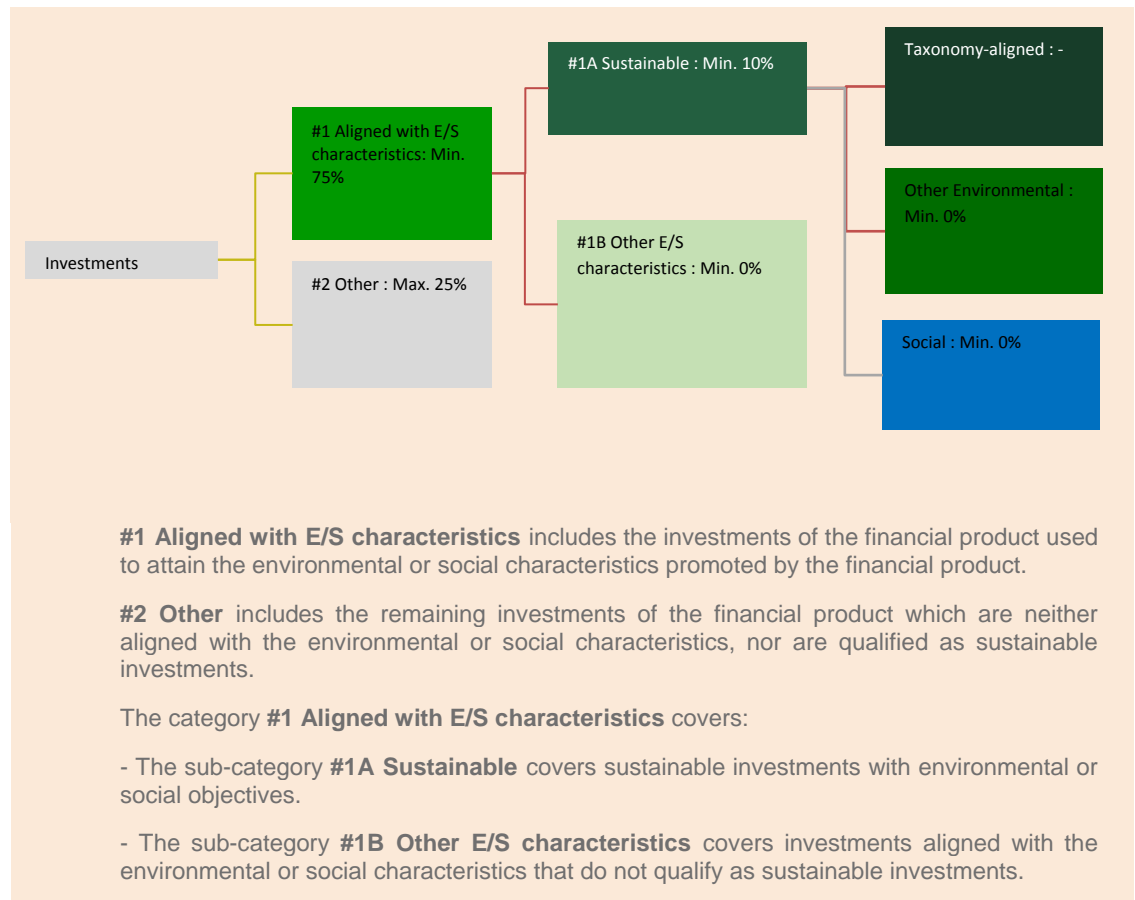 Investments
#1 Aligned with E/S
characteristics: Min.
75%
#2 Other : Max. 25%
#1A Sustainable : Min. 10%
#1B Other E/S
characteristics : Min. 0%
Taxonomy-aligned : -
Other Environmental :
Min. 0%
Social : Min. 0%
#1 Aligned with E/S characteristics includes the investments of the financial product used
to attain the environmental or social characteristics promoted by the financial product.
#2 Other includes the remaining investments of the financial product which are neither
aligned with the environmental or social characteristics, nor are qualified as sustainable
investments.
The category #1 Aligned with E/S characteristics covers:
- The sub-category #1A Sustainable covers sustainable investments with environmental or
social objectives.
- The sub-category #1B Other E/S characteristics covers investments aligned with the
environmental or social characteristics that do not qualify as sustainable investments.